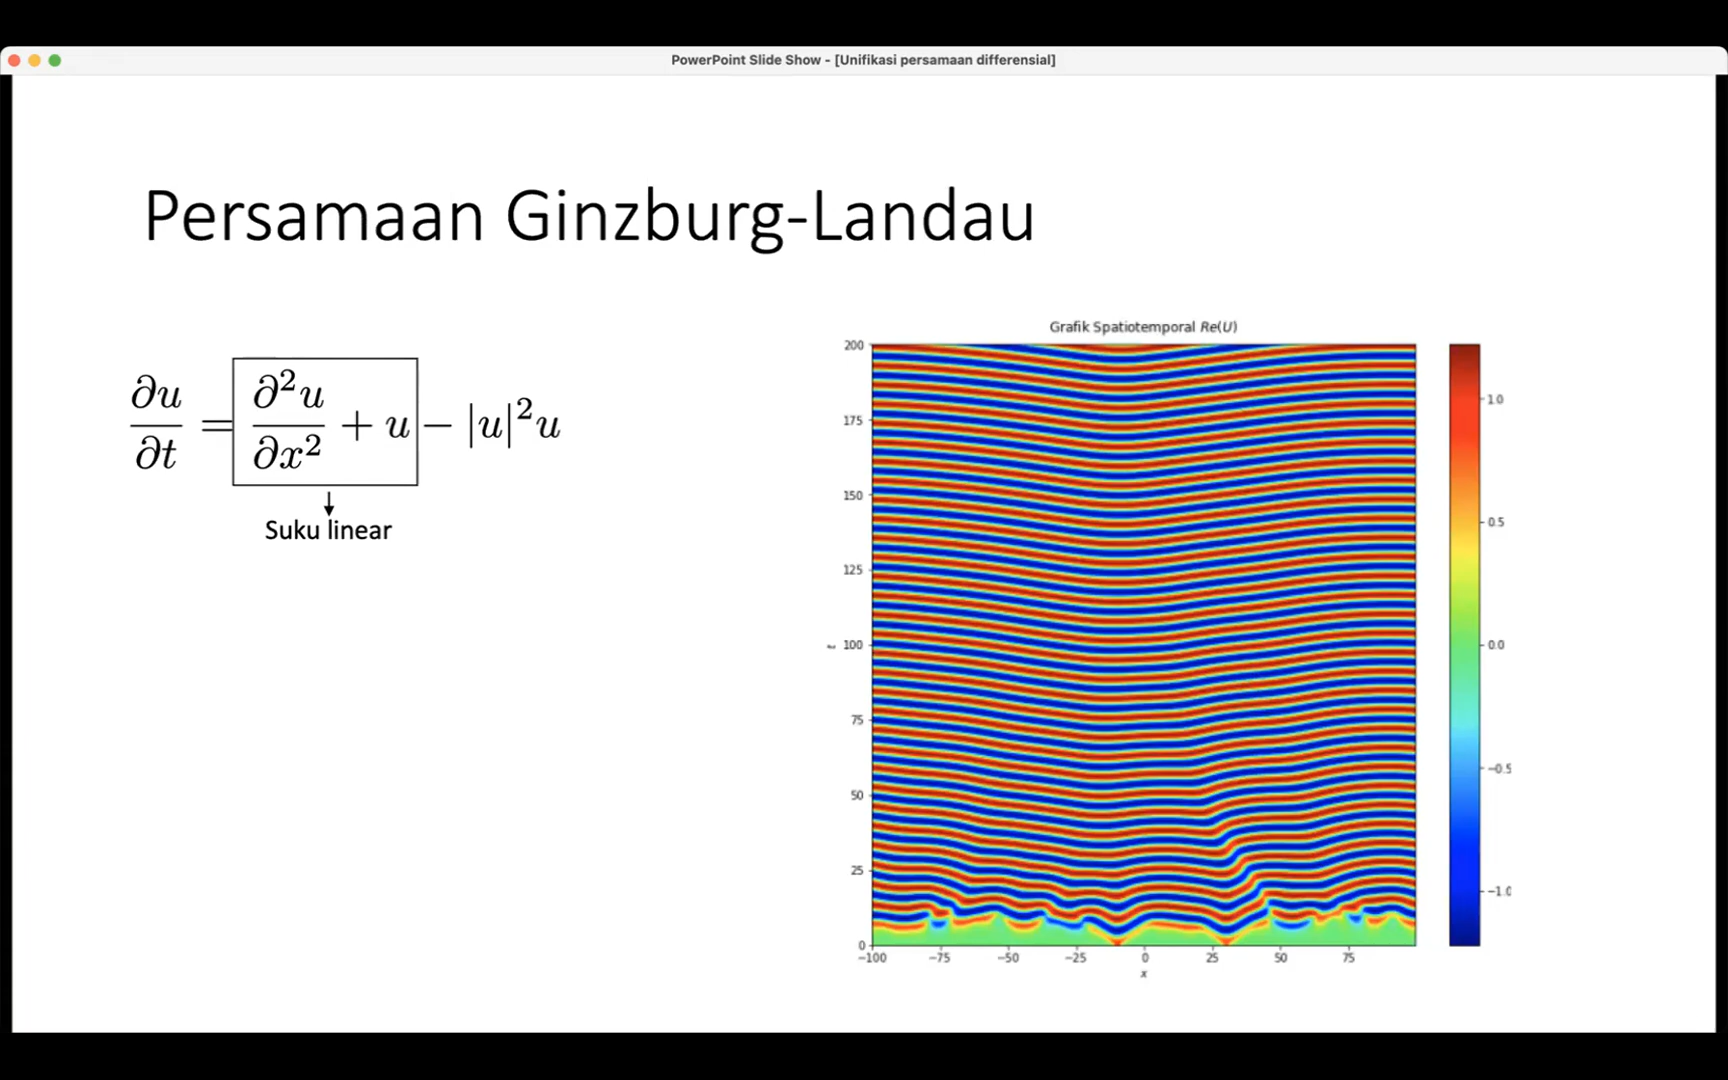 PowerPoint Slide Show - [Unifikasi persamaan differensial]
Persamaan Ginzburg-Landau
∂u/∂t = ∂²u/∂x² + u − |u|²u
Suku linear
Grafik Spatiotemporal Re(U)
200
175
150
125
100
75
50
25
0
t
−100 −75 −50 −25 0 25 50 75
x
1.0
0.5
0.0
−0.5
−1.0